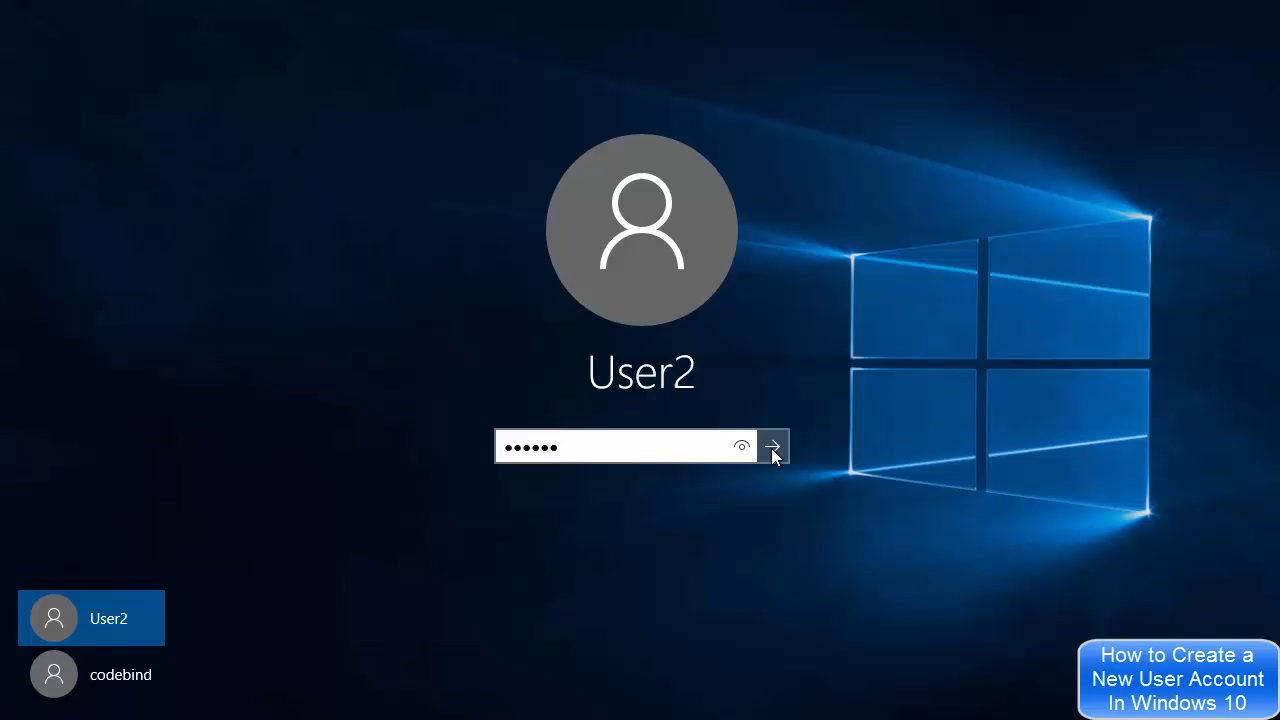 User2
••••••
User2
codebind
How to Create a
New User Account
In Windows 10